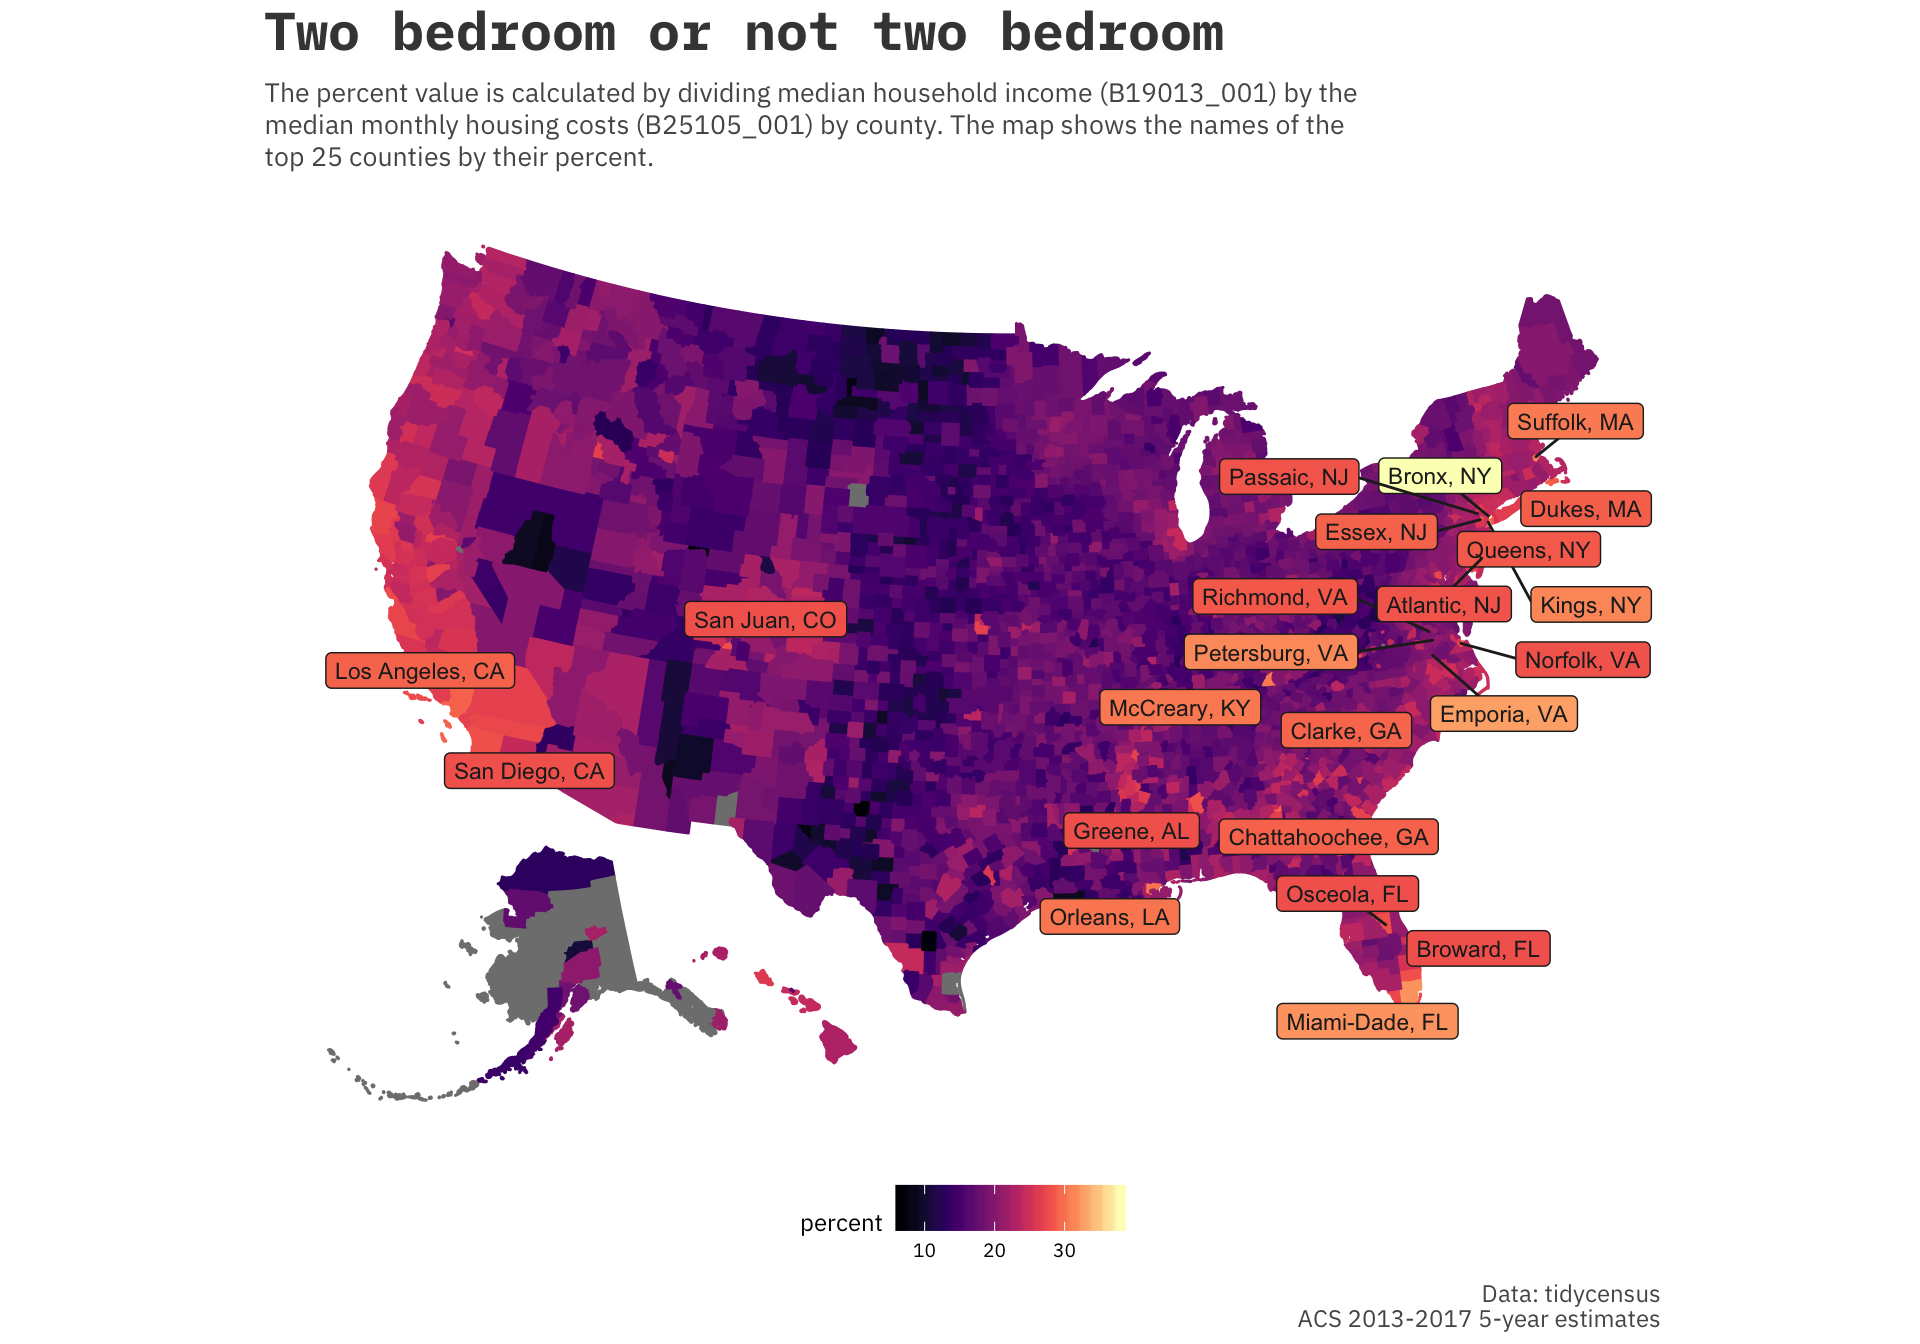 Two bedroom or not two bedroom
The percent value is calculated by dividing median household income (B19013_001) by the
median monthly housing costs (B25105_001) by county. The map shows the names of the
top 25 counties by their percent.
Suffolk, MA
Passaic, NJ
Bronx, NY
Dukes, MA
Essex, NJ
Queens, NY
Richmond, VA
Atlantic, NJ
Kings, NY
San Juan, CO
Petersburg, VA
Norfolk, VA
Los Angeles, CA
McCreary, KY
Emporia, VA
Clarke, GA
San Diego, CA
Greene, AL
Chattahoochee, GA
Osceola, FL
Orleans, LA
Broward, FL
Miami-Dade, FL
percent
10 20 30
Data: tidycensus
ACS 2013-2017 5-year estimates